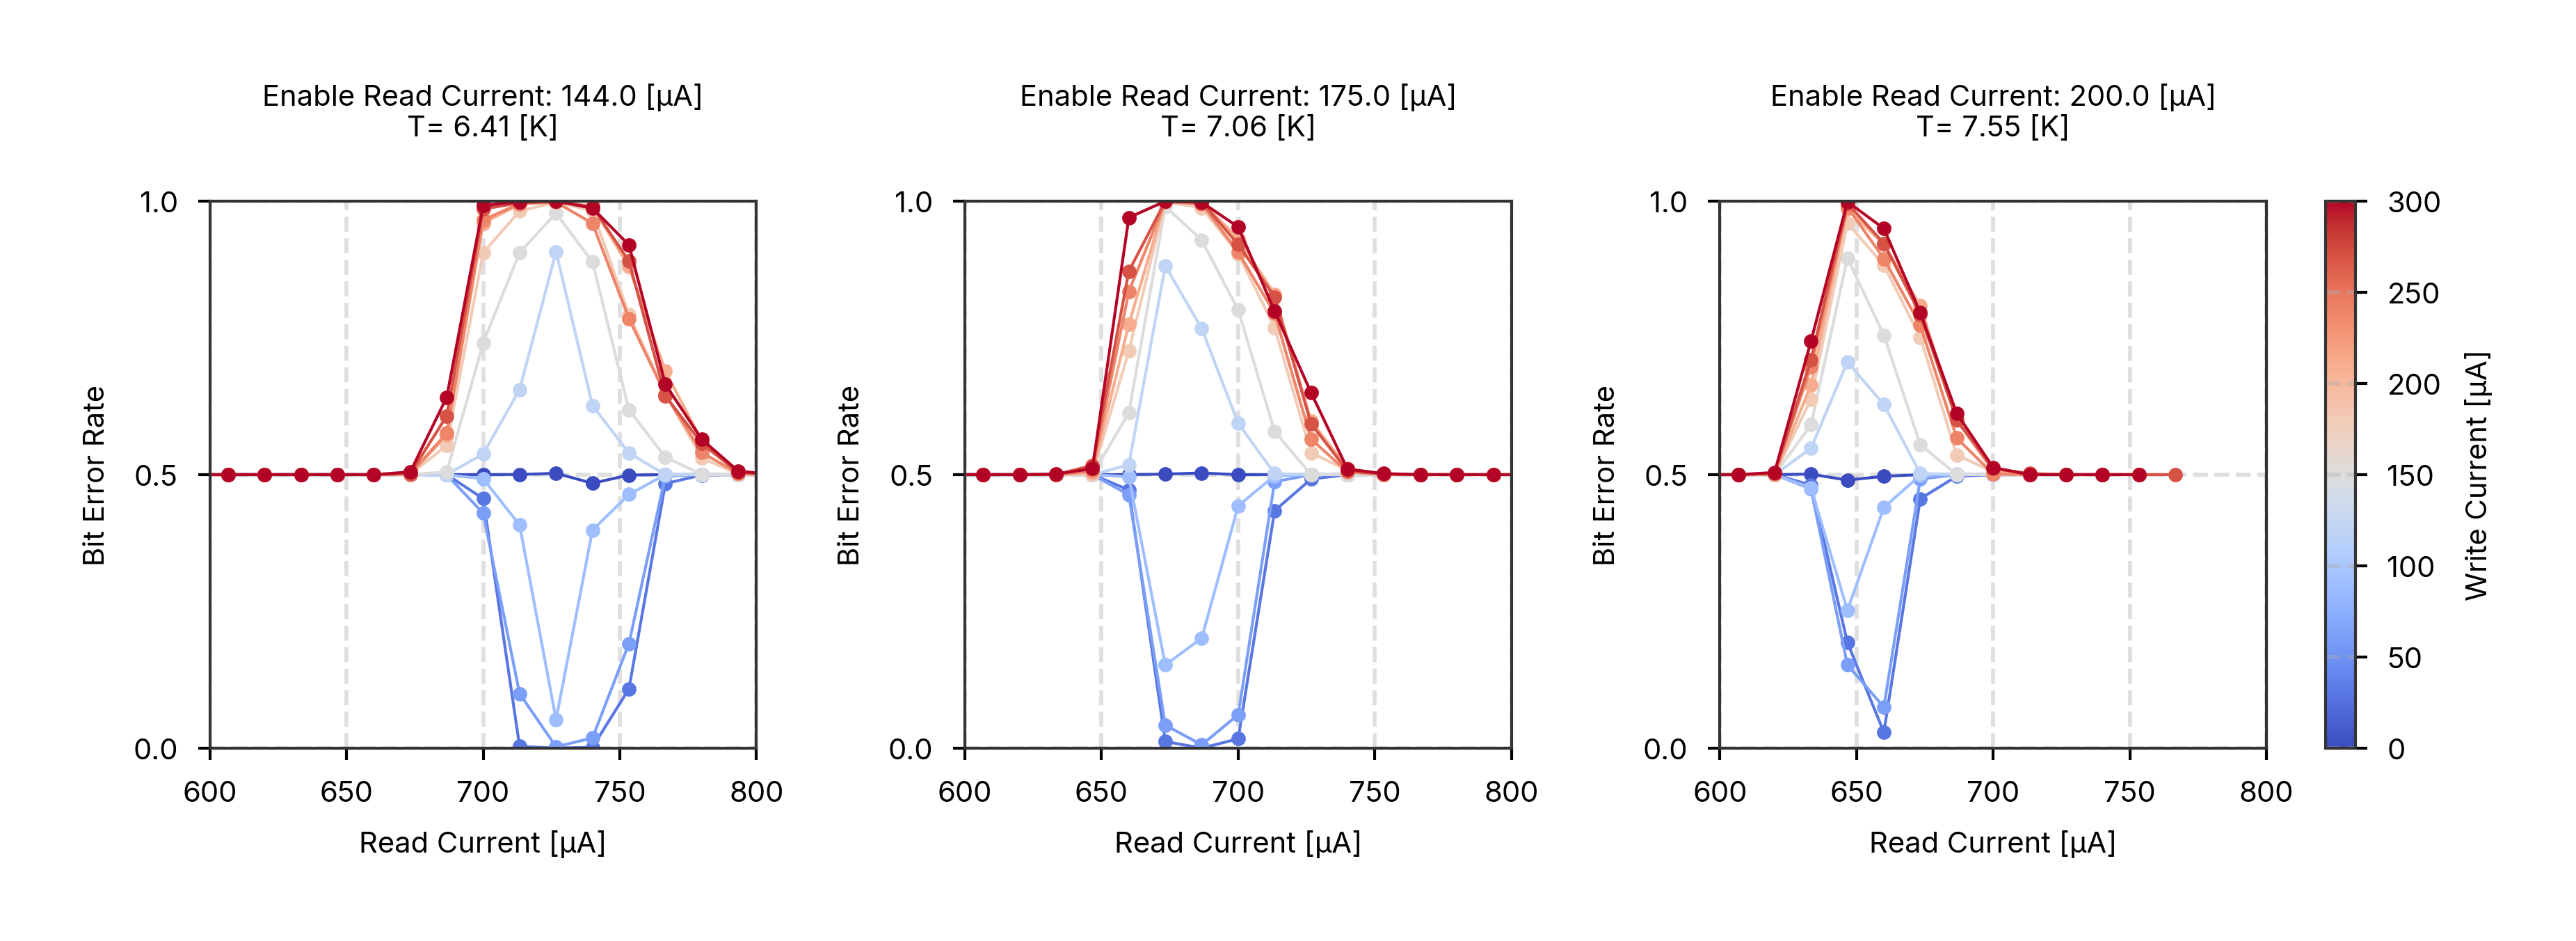 Enable Read Current: 144.0 [µA]
T= 6.41 [K]
Enable Read Current: 175.0 [µA]
T= 7.06 [K]
Enable Read Current: 200.0 [µA]
T= 7.55 [K]
1.0
0.5
0.0
Bit Error Rate
600 650 700 750 800
Read Current [µA]
1.0
0.5
0.0
Bit Error Rate
600 650 700 750 800
Read Current [µA]
1.0
0.5
0.0
Bit Error Rate
600 650 700 750 800
Read Current [µA]
300
250
200
150
100
50
0
Write Current [µA]